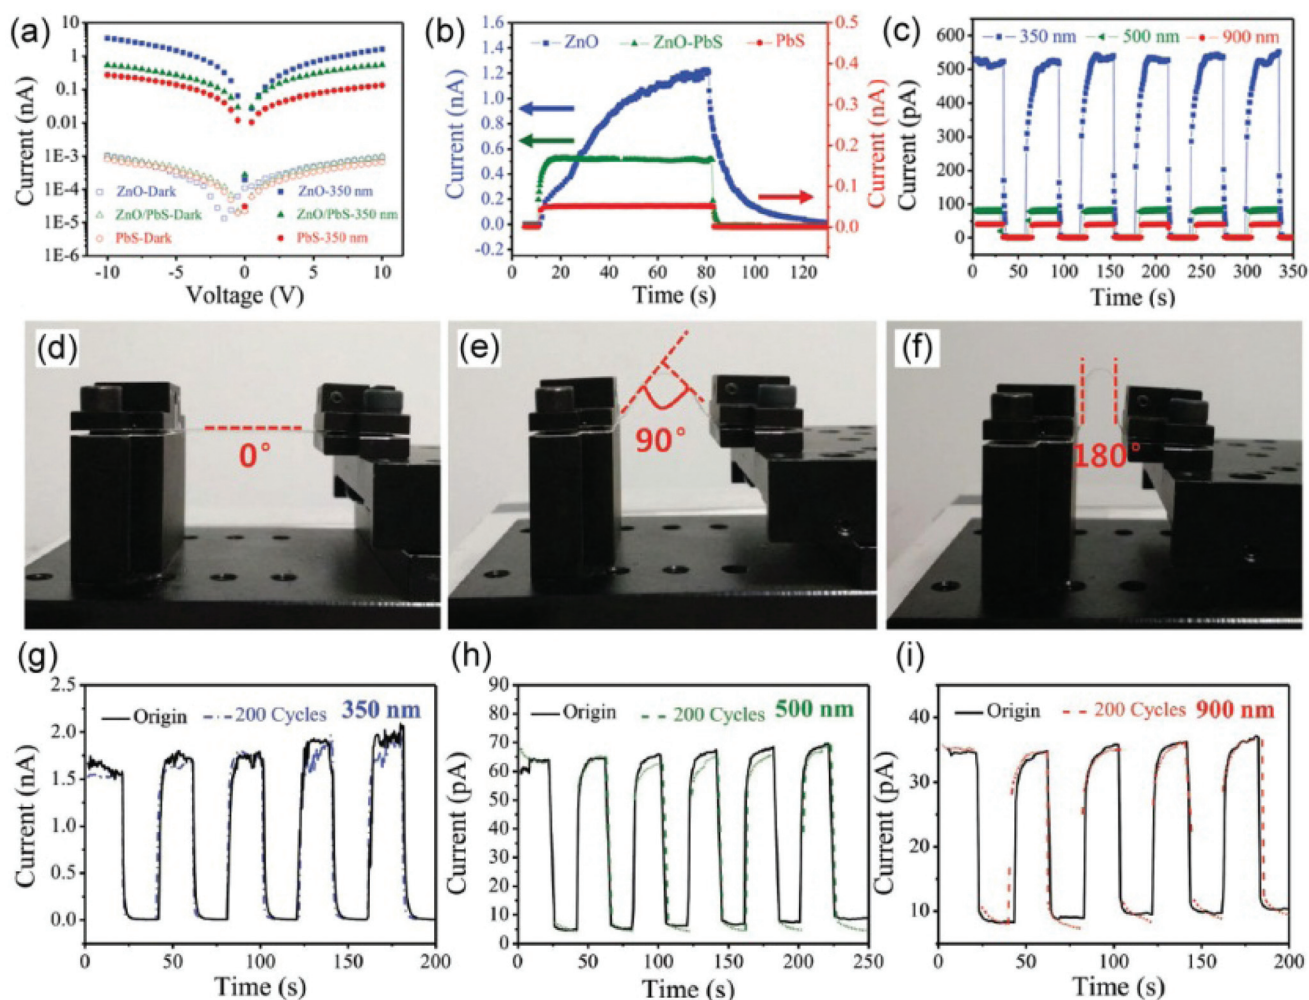 (a)
Current (nA)
10
1
0.1
0.01
1E-3
1E-4
1E-5
1E-6
ZnO-Dark
ZnO-350 nm
ZnO/PbS-Dark
ZnO/PbS-350 nm
PbS-Dark
PbS-350 nm
-10
-5
0
5
10
Voltage (V)
(b)
Current (nA)
1.6
1.4
1.2
1.0
0.8
0.6
0.4
0.2
0.0
-0.2
ZnO
ZnO-PbS
PbS
0
20
40
60
80
100
120
Time (s)
0.5
0.4
0.3
0.2
0.1
0.0
Current (nA)
(c)
Current (pA)
600
500
400
300
200
100
0
350 nm
500 nm
900 nm
0
50
100
150
200
250
300
350
Time (s)
(d)
0°
(e)
90°
(f)
180°
(g)
Current (nA)
2.5
2.0
1.5
1.0
0.5
0.0
Origin
200 Cycles
350 nm
0
50
100
150
200
Time (s)
(h)
Current (pA)
90
80
70
60
50
40
30
20
10
0
Origin
200 Cycles
500 nm
0
50
100
150
200
250
Time (s)
(i)
Current (pA)
40
30
20
10
Origin
200 Cycles
900 nm
0
50
100
150
200
Time (s)